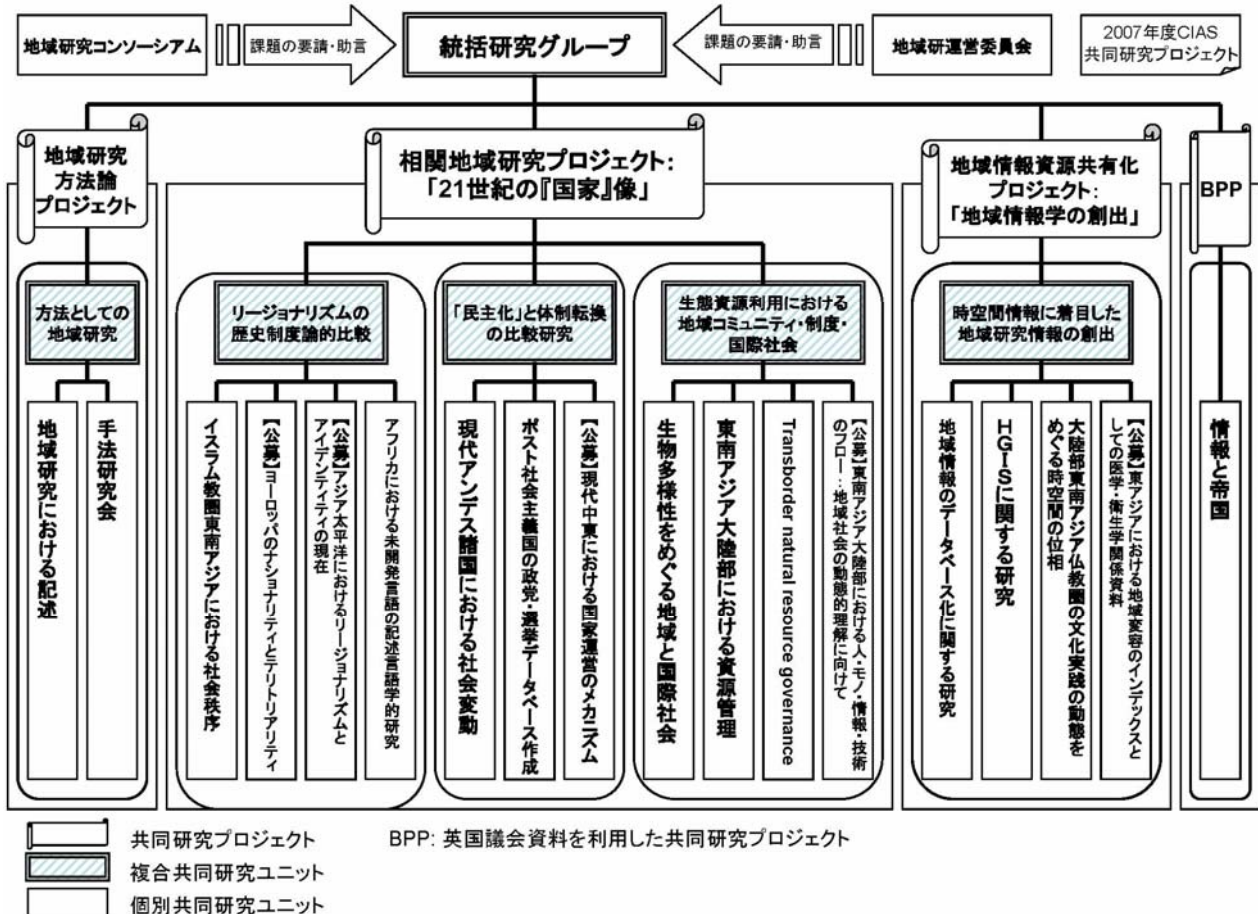 地域研究コンソーシアム
課題の要請・助言
統括研究グループ
課題の要請・助言
地域研運営委員会
2007年度CIAS
共同研究プロジェクト
地域研究
方法論
プロジェクト
相関地域研究プロジェクト：
「21世紀の『国家』像」
地域情報資源共有化
プロジェクト：
「地域情報学の創出」
BPP
方法としての
地域研究
リージョナリズムの
歴史制度論的比較
「民主化」と体制転換
の比較研究
生態資源利用における
地域コミュニティ・制度・
国際社会
時空間情報に着目した
地域研究情報の創出
地域研究における記述
手法研究会
イスラム教圏東南アジアにおける社会秩序
【公募】ヨーロッパのナショナリティとテリトリアリティ
【公募】アジア太平洋におけるリージョナリズムと
アイデンティティの現在
アフリカにおける未開発言語の記述言語学的研究
現代アンデス諸国における社会変動
ポスト社会主義国の政党・選挙データベース作成
【公募】現代中東における国家運営のメカニズム
生物多様性をめぐる地域と国際社会
東南アジア大陸部における資源管理
Transborder natural resource governance
【公募】東南アジア大陸部における人・モノ・情報・技術
のフロー：地域社会の動態的理解に向けて
地域情報のデータベース化に関する研究
HGISに関する研究
大陸部東南アジア仏教圏の文化実践の動態を
めぐる時空間の位相
【公募】東アジアにおける地域変容のインデックスと
しての医学・衛生学関係資料
情報と帝国
共同研究プロジェクト
BPP: 英国議会資料を利用した共同研究プロジェクト
複合共同研究ユニット
個別共同研究ユニット